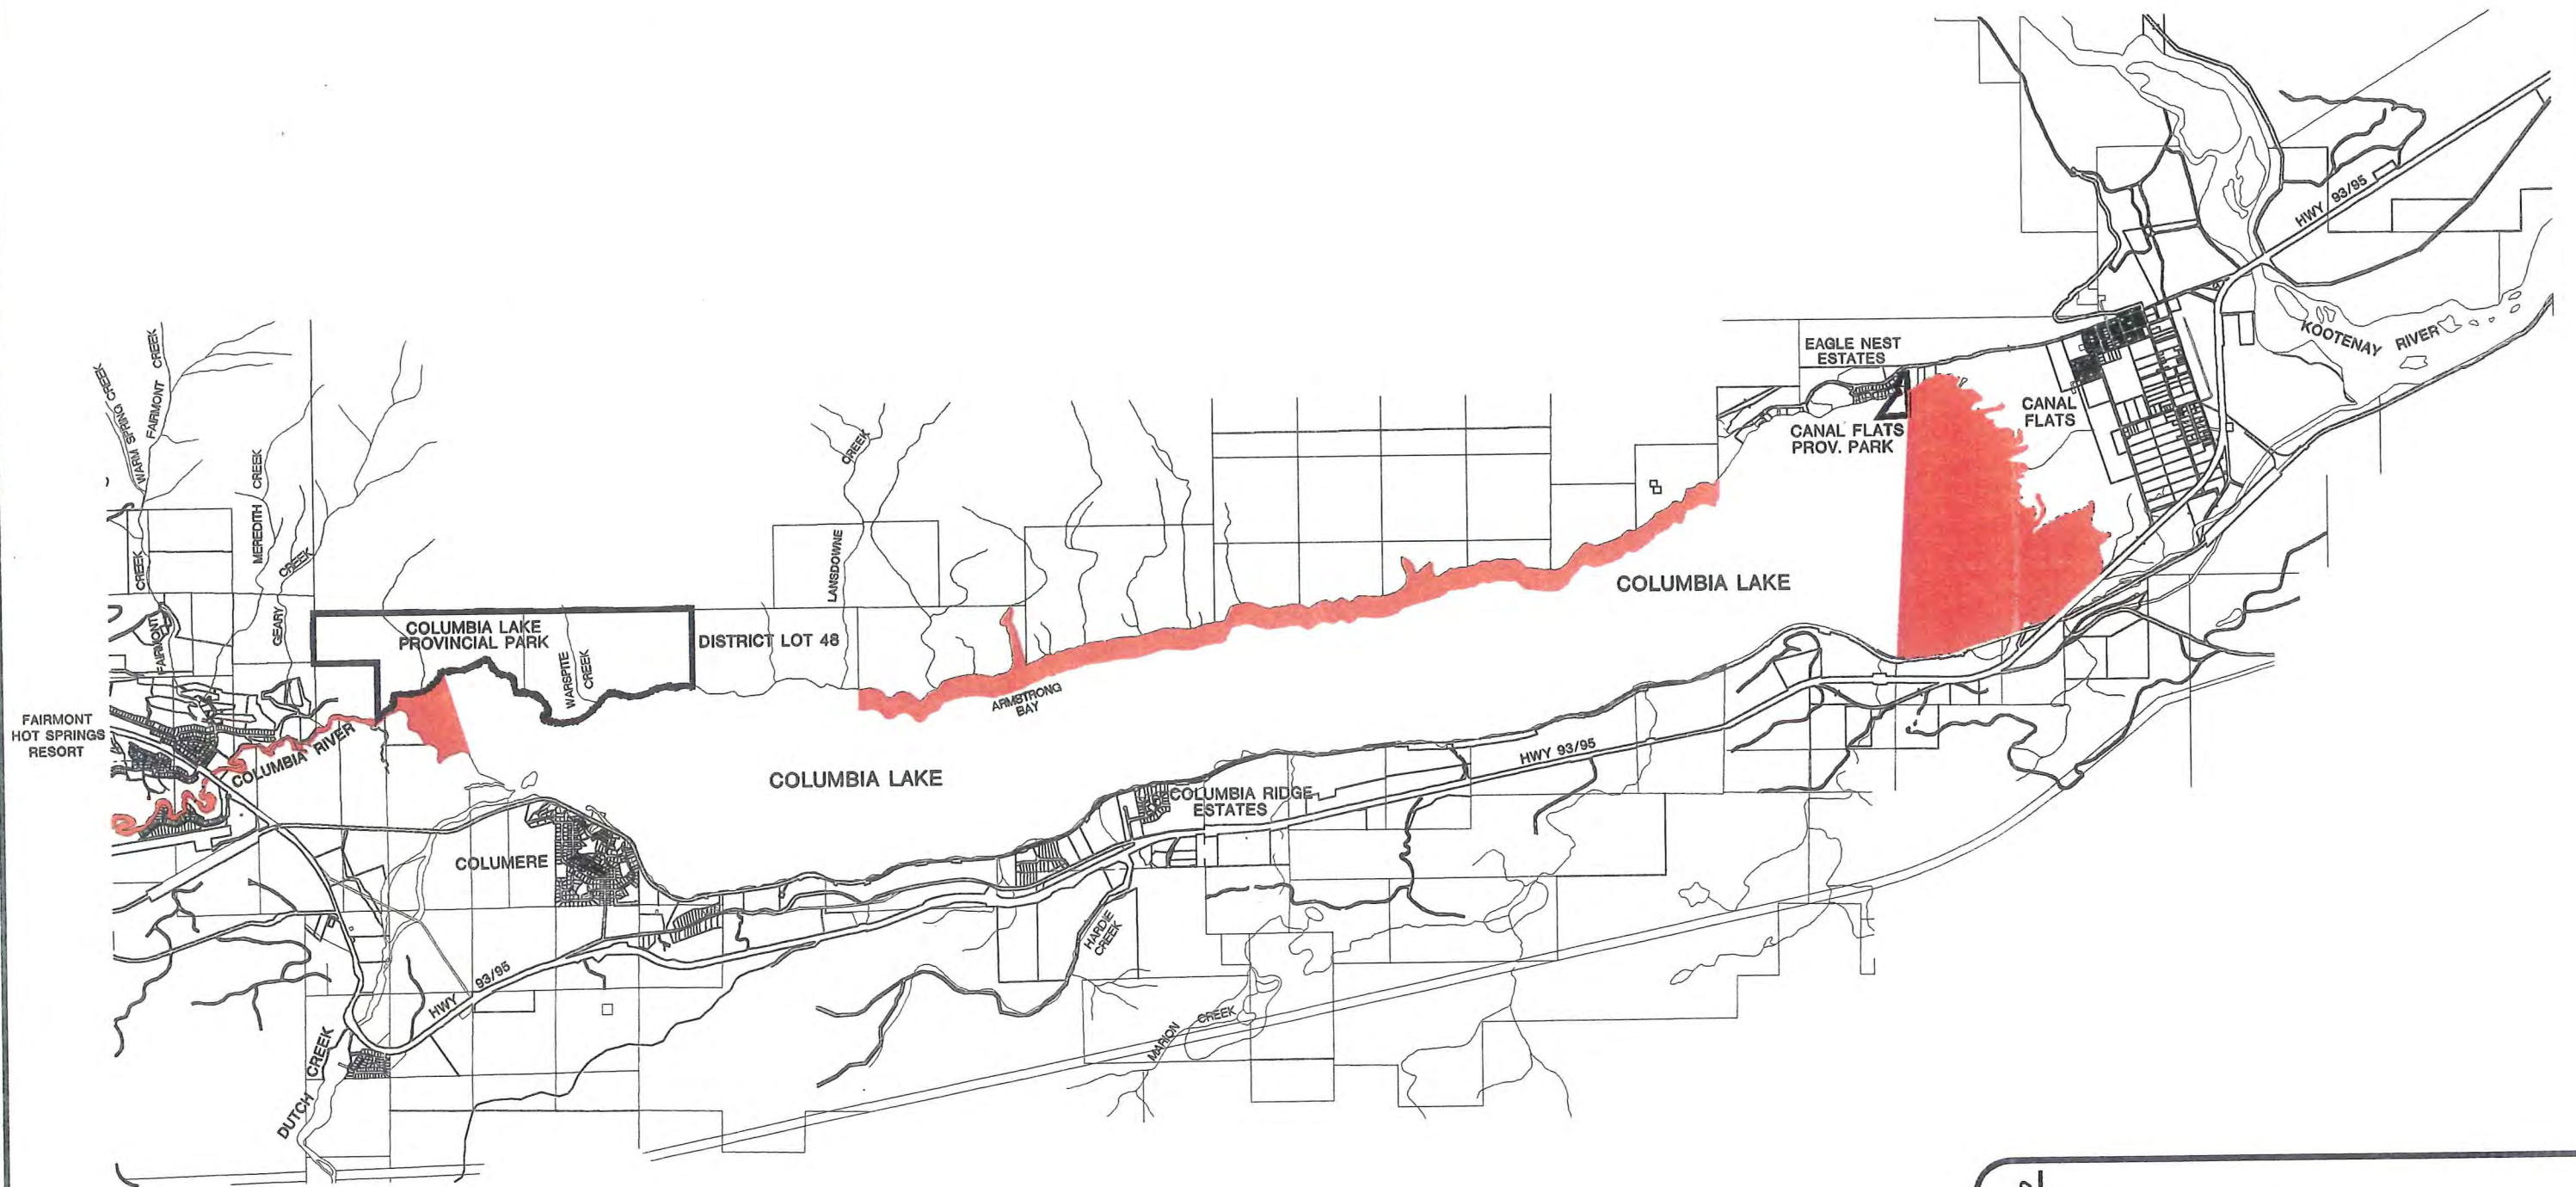 HWY 93/95
KOOTENAY RIVER
EAGLE NEST
ESTATES
CANAL
FLATS
CANAL FLATS
PROV. PARK
WARM SPRING CREEK
FAIRMONT CREEK
MEREDITH CREEK
GEARY CREEK
FAIRMONT CREEK
LANSDOWNE CREEK
COLUMBIA LAKE
COLUMBIA LAKE
PROVINCIAL PARK
WARSPITE
CREEK
DISTRICT LOT 48
ARMSTRONG
BAY
FAIRMONT
HOT SPRINGS
RESORT
COLUMBIA RIVER
COLUMBIA LAKE
HWY 93/95
COLUMBIA RIDGE
ESTATES
COLUMERE
HARDIE
CREEK
HWY 93/95
MARION CREEK
DUTCH CREEK